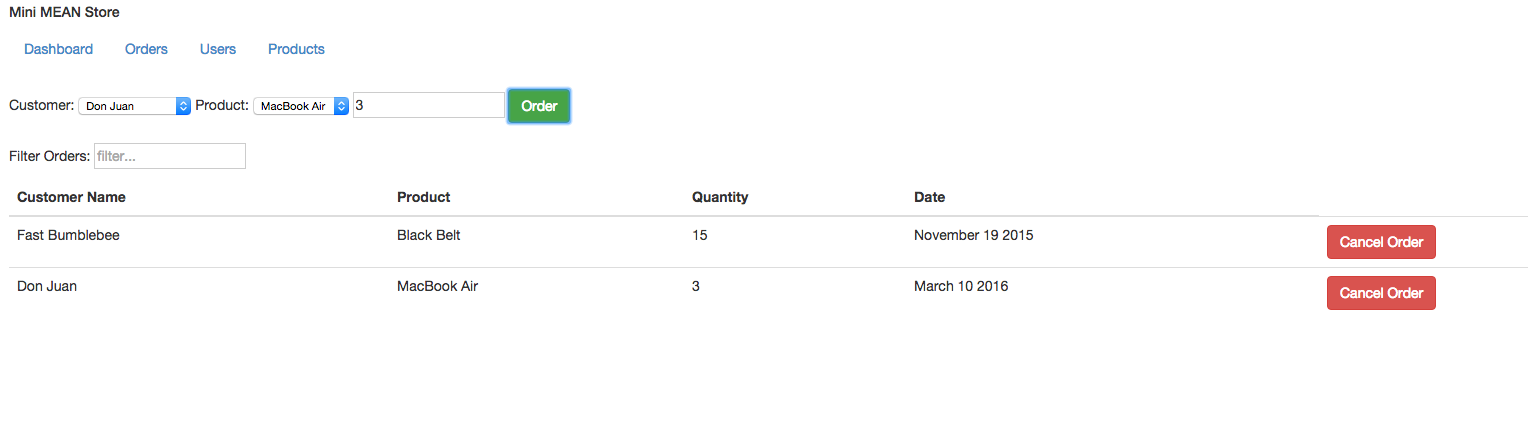 Mini MEAN Store
Dashboard Orders Users Products
Customer: Don Juan Product: MacBook Air 3 Order
Filter Orders: filter...
Customer Name Product Quantity Date
Fast Bumblebee Black Belt 15 November 19 2015 Cancel Order
Don Juan MacBook Air 3 March 10 2016 Cancel Order